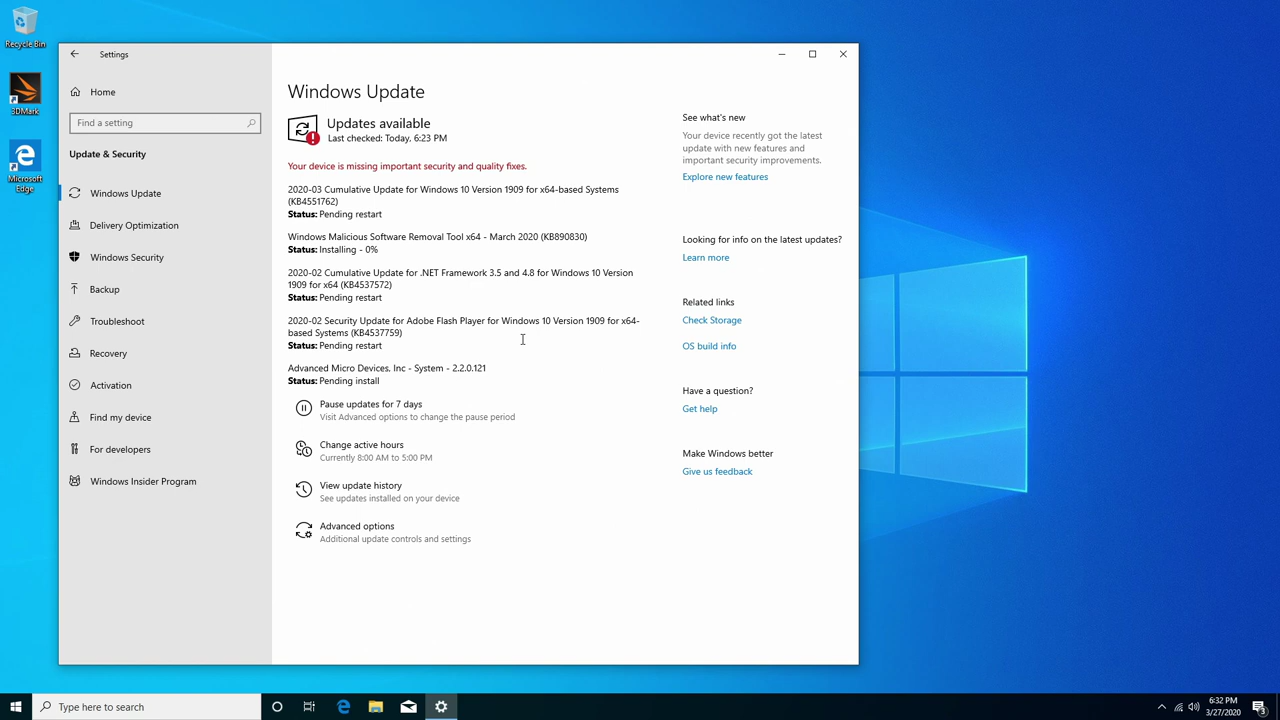 Recycle Bin
3DMark
Microsoft
Edge
Settings
Home
Find a setting
Update & Security
Windows Update
Delivery Optimization
Windows Security
Backup
Troubleshoot
Recovery
Activation
Find my device
For developers
Windows Insider Program
Windows Update
Updates available
Last checked: Today, 6:23 PM
Your device is missing important security and quality fixes.
2020-03 Cumulative Update for Windows 10 Version 1909 for x64-based Systems
(KB4551762)
Status: Pending restart
Windows Malicious Software Removal Tool x64 - March 2020 (KB890830)
Status: Installing - 0%
2020-02 Cumulative Update for .NET Framework 3.5 and 4.8 for Windows 10 Version
1909 for x64 (KB4537572)
Status: Pending restart
2020-02 Security Update for Adobe Flash Player for Windows 10 Version 1909 for x64-
based Systems (KB4537759)
Status: Pending restart
Advanced Micro Devices, Inc - System - 2.2.0.121
Status: Pending install
Pause updates for 7 days
Visit Advanced options to change the pause period
Change active hours
Currently 8:00 AM to 5:00 PM
View update history
See updates installed on your device
Advanced options
Additional update controls and settings
See what's new
Your device recently got the latest
update with new features and
important security improvements.
Explore new features
Looking for info on the latest updates?
Learn more
Related links
Check Storage
OS build info
Have a question?
Get help
Make Windows better
Give us feedback
Type here to search
6:32 PM
3/27/2020
3